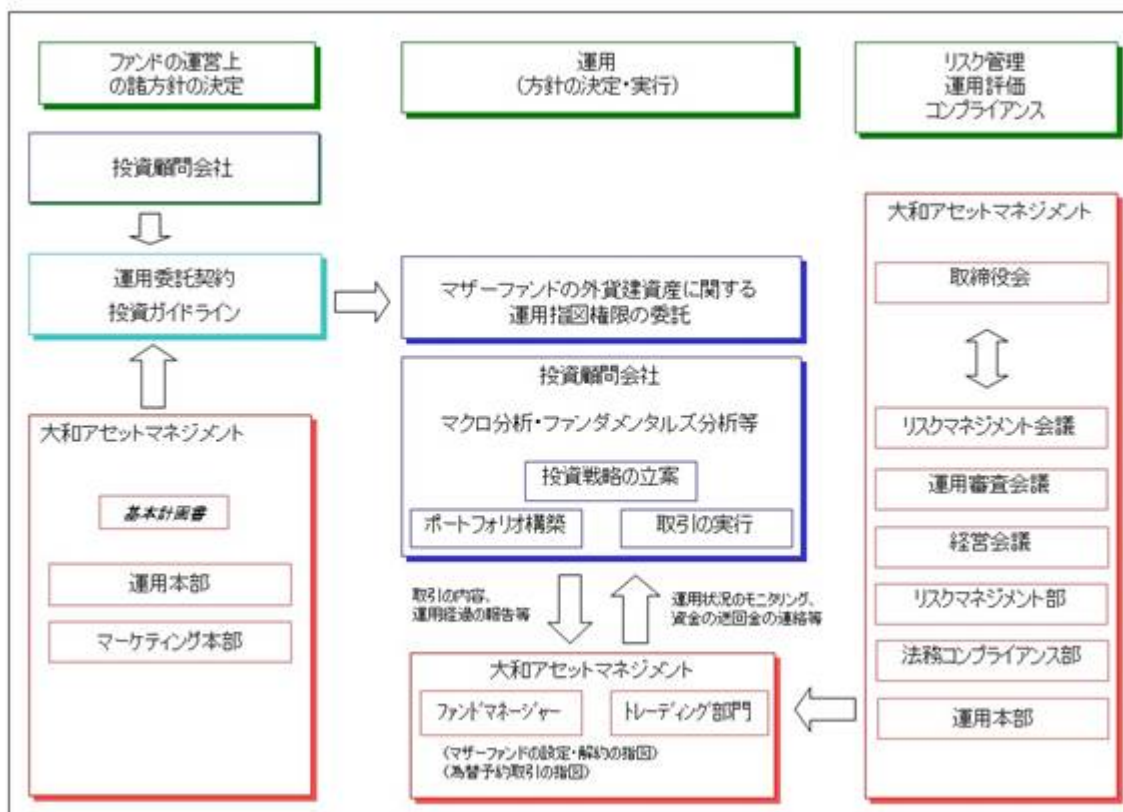 ファンドの運営上
の諸方針の決定
投資顧問会社
運用委託契約
投資ガイドライン
大和アセットマネジメント
基本計画書
運用本部
マーケティング本部
運用
(方針の決定・実行)
マザーファンドの外貨建資産に関する
運用指図権限の委託
投資顧問会社
マクロ分析・ファンダメンタルズ分析等
投資戦略の立案
ポートフォリオ構築
取引の実行
取引の内容、
運用経過の報告等
運用状況のモニタリング、
資金の送回金の連絡等
大和アセットマネジメント
ファンドマネージャー
トレーディング部門
(マザーファンドの設定・解約の指図)
(為替予約取引の指図)
リスク管理
運用評価
コンプライアンス
大和アセットマネジメント
取締役会
リスクマネジメント会議
運用審査会議
経営会議
リスクマネジメント部
法務コンプライアンス部
運用本部